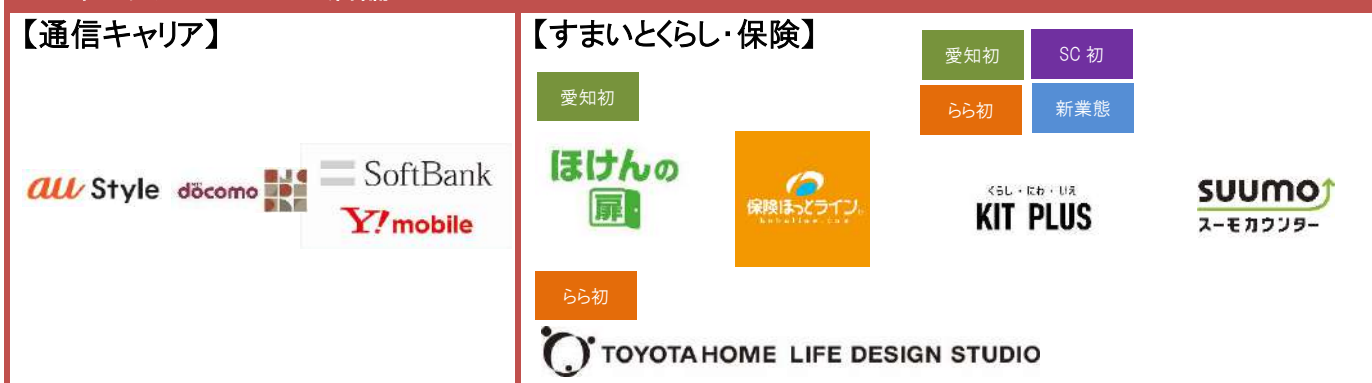 【通信キャリア】
au Style
döcomo
SoftBank
Y!mobile
【すまいとくらし・保険】
愛知初
ほけんの
扉
保険ほっとライン。
愛知初
SC 初
らら初
新業態
くらし・にわ・いえ
KIT PLUS
suumo
スーモカウンター
らら初
TOYOTA HOME LIFE DESIGN STUDIO